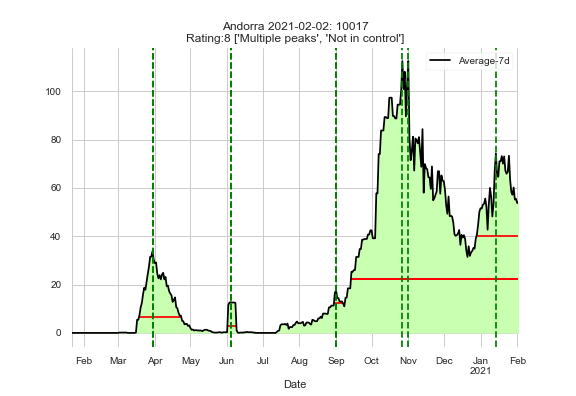 Andorra 2021-02-02: 10017
Rating:8 ['Multiple peaks', 'Not in control']
Average-7d
100
80
60
40
20
0
Feb Mar Apr May Jun Jul Aug Sep Oct Nov Dec Jan Feb
2021
Date